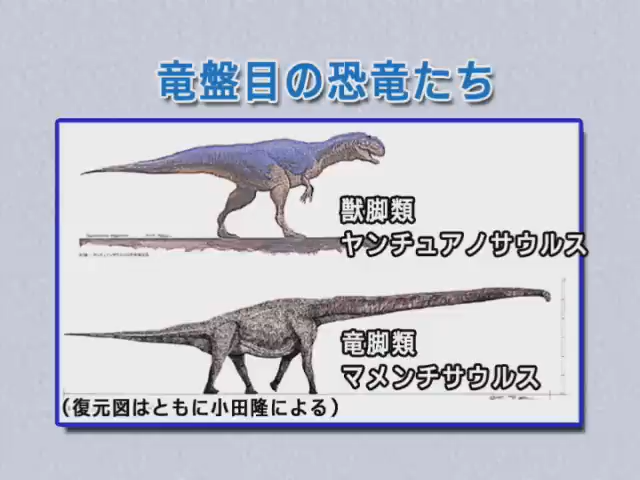 竜盤目の恐竜たち
獣脚類
ヤンチュアノサウルス
竜脚類
マメンチサウルス
(復元図はともに小田隆による)